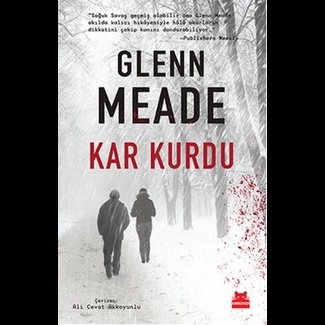 "Soğuk Savaş geçmiş olabilir ama Glenn Meade
akılda kalıcı hikâyesiyle hâlâ okurların
dikkatini çekip kanını dondurabiliyor."
—Publishers Weekly
GLENN
MEADE
KAR KURDU
Çeviren:
Ali Cevat Akkoyunlu